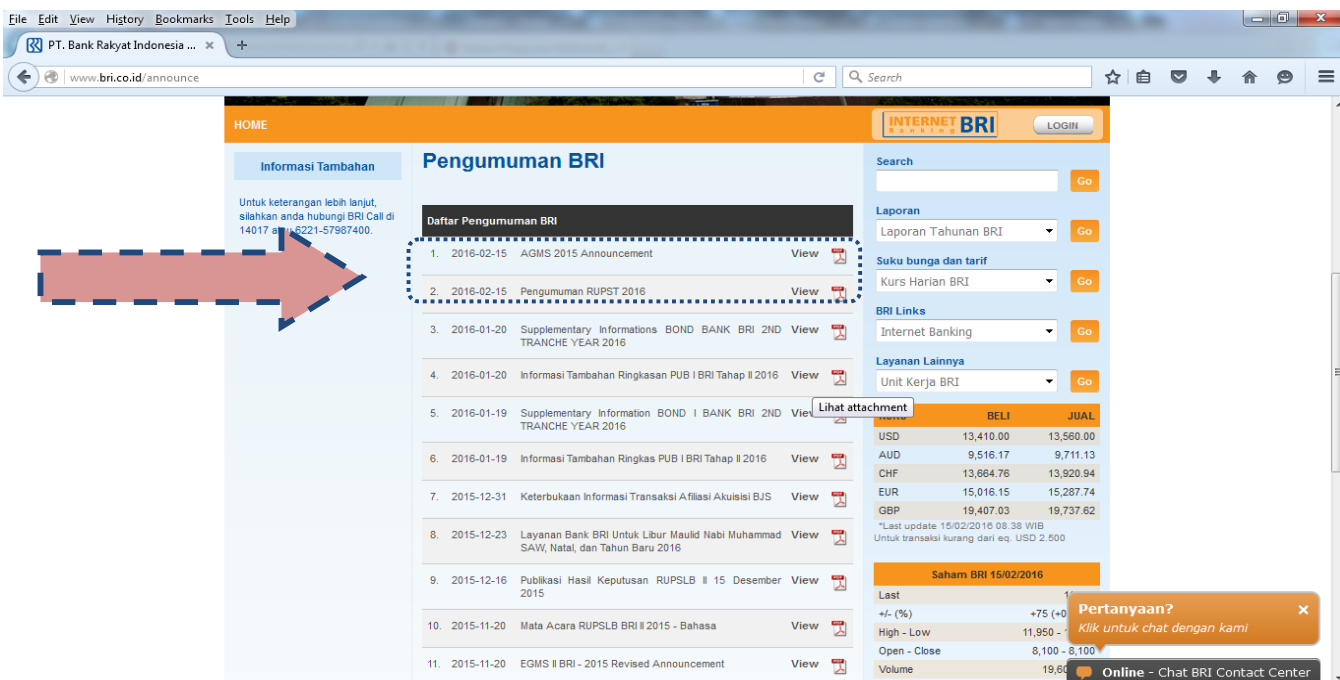 File Edit View History Bookmarks Tools Help
PT. Bank Rakyat Indonesia ... × +
www.bri.co.id/announce
Search
HOME
INTERNET Banking BRI
LOGIN
Informasi Tambahan
Untuk keterangan lebih lanjut,
silahkan anda hubungi BRI Call di
14017 6221-57987400.
Pengumuman BRI
Daftar Pengumuman BRI
1. 2016-02-15 AGMS 2015 Announcement View
2. 2016-02-15 Pengumuman RUPST 2016 View
3. 2016-01-20 Supplementary Informations BOND BANK BRI 2ND View
TRANCHE YEAR 2016
4. 2016-01-20 Informasi Tambahan Ringkasan PUB I BRI Tahap II 2016 View
5. 2016-01-19 Supplementary Information BOND I BANK BRI 2ND
TRANCHE YEAR 2016
Lihat attachment
6. 2016-01-19 Informasi Tambahan Ringkas PUB I BRI Tahap II 2016 View
7. 2015-12-31 Keterbukaan Informasi Transaksi Afiliasi Akuisisi BJS View
8. 2015-12-23 Layanan Bank BRI Untuk Libur Maulid Nabi Muhammad View
SAW, Natal, dan Tahun Baru 2016
9. 2015-12-16 Publikasi Hasil Keputusan RUPSLB II 15 Desember View
2015
10. 2015-11-20 Mata Acara RUPSLB BRI II 2015 - Bahasa View
11. 2015-11-20 EGMS II BRI - 2015 Revised Announcement View
Search
Go
Laporan
Laporan Tahunan BRI Go
Suku bunga dan tarif
Kurs Harian BRI Go
BRI Links
Internet Banking Go
Layanan Lainnya
Unit Kerja BRI Go
BELI JUAL
USD 13,410.00 13,560.00
AUD 9,516.17 9,711.13
CHF 13,664.76 13,920.94
EUR 15,016.15 15,287.74
GBP 19,407.03 19,737.62
*Last update 15/02/2016 08.38 WIB
Untuk transaksi kurang dari eq. USD 2.500
Saham BRI 15/02/2016
Last
+/- (%) +75
High - Low 11,950 -
Open - Close 8,100 - 8,100
Volume
Pertanyaan? ×
Klik untuk chat dengan kami
Online - Chat BRI Contact Center